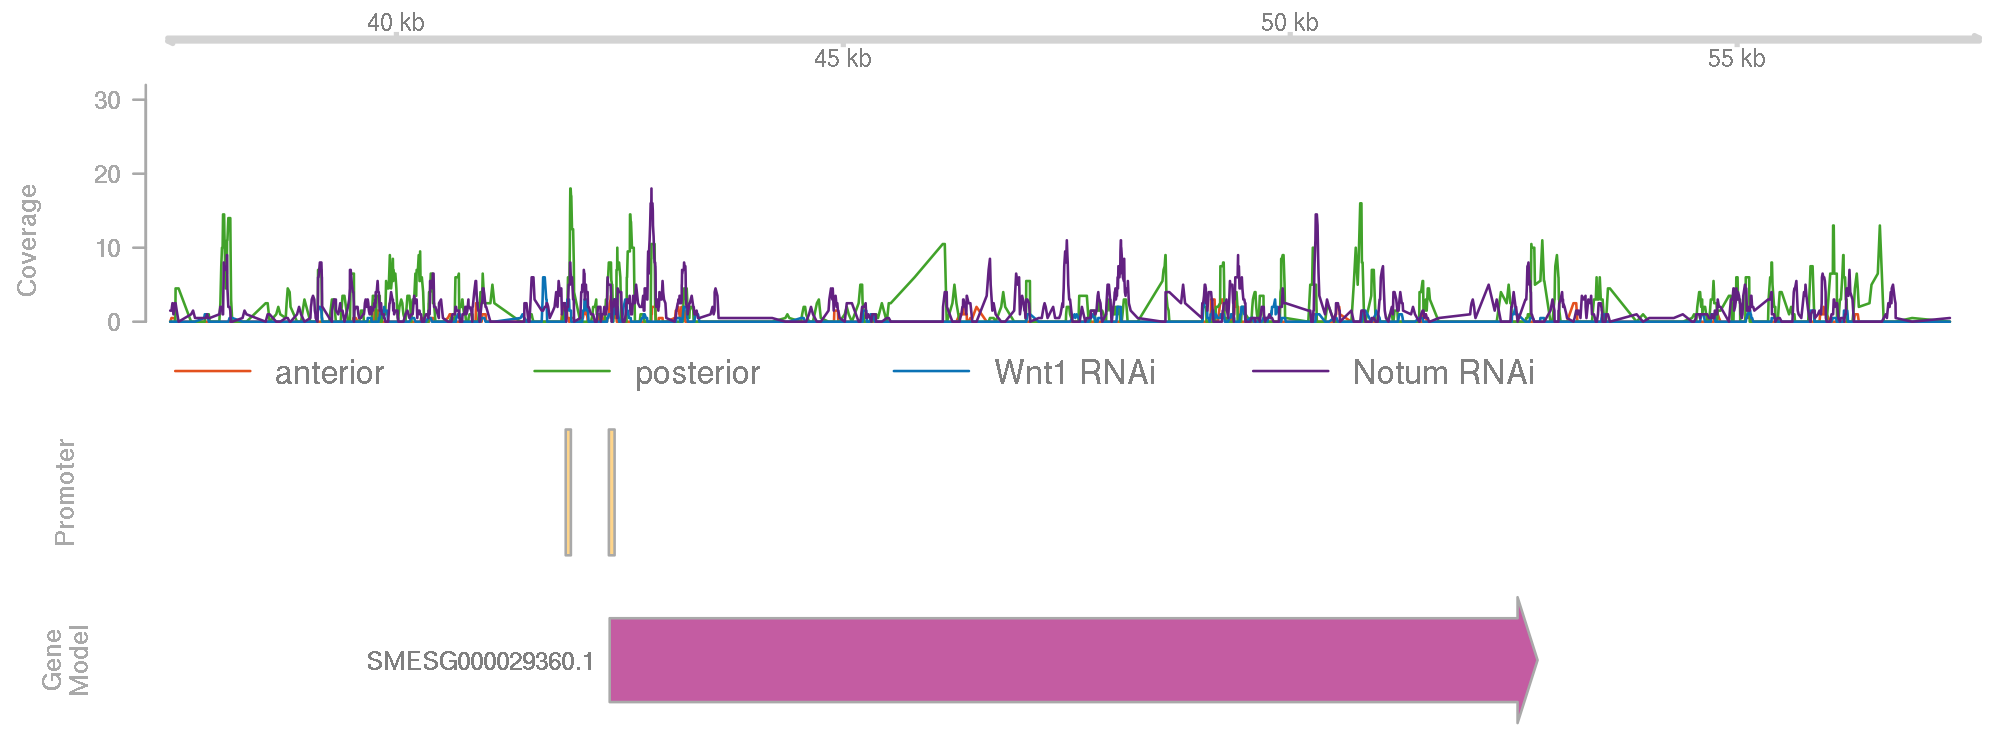 40 kb
50 kb
45 kb
55 kb
Coverage
30
20
10
0
anterior
posterior
Wnt1 RNAi
Notum RNAi
Promoter
Gene
Model
SMESG000029360.1